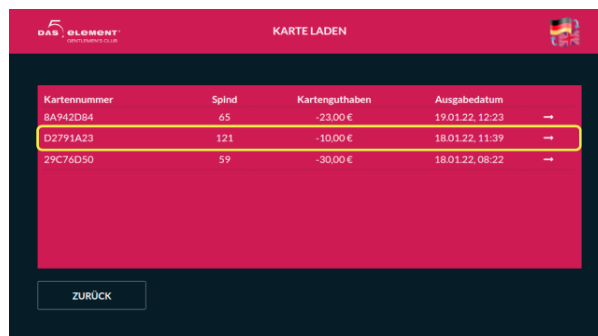 DAS 5 ELEMENT
GENTLEMEN'S CLUB
KARTE LADEN
Kartennummer Spind Kartenguthaben Ausgabedatum
8A942D84 65 -23,00 € 19.01.22, 12:23 →
D2791A23 121 -10,00 € 18.01.22, 11:39 →
29C76D50 59 -30,00 € 18.01.22, 08:22 →
ZURÜCK